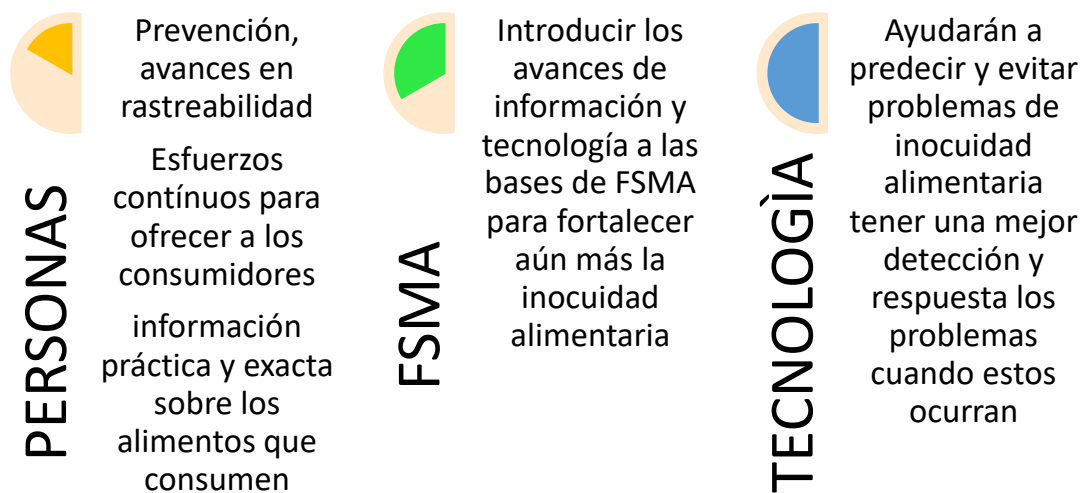 PERSONAS
Prevención,
avances en
rastreabilidad
Esfuerzos
contínuos para
ofrecer a los
consumidores
información
práctica y exacta
sobre los
alimentos que
consumen
FSMA
Introducir los
avances de
información y
tecnología a las
bases de FSMA
para fortalecer
aún más la
inocuidad
alimentaria
TECNOLOGÌA
Ayudarán a
predecir y evitar
problemas de
inocuidad
alimentaria
tener una mejor
detección y
respuesta los
problemas
cuando estos
ocurran